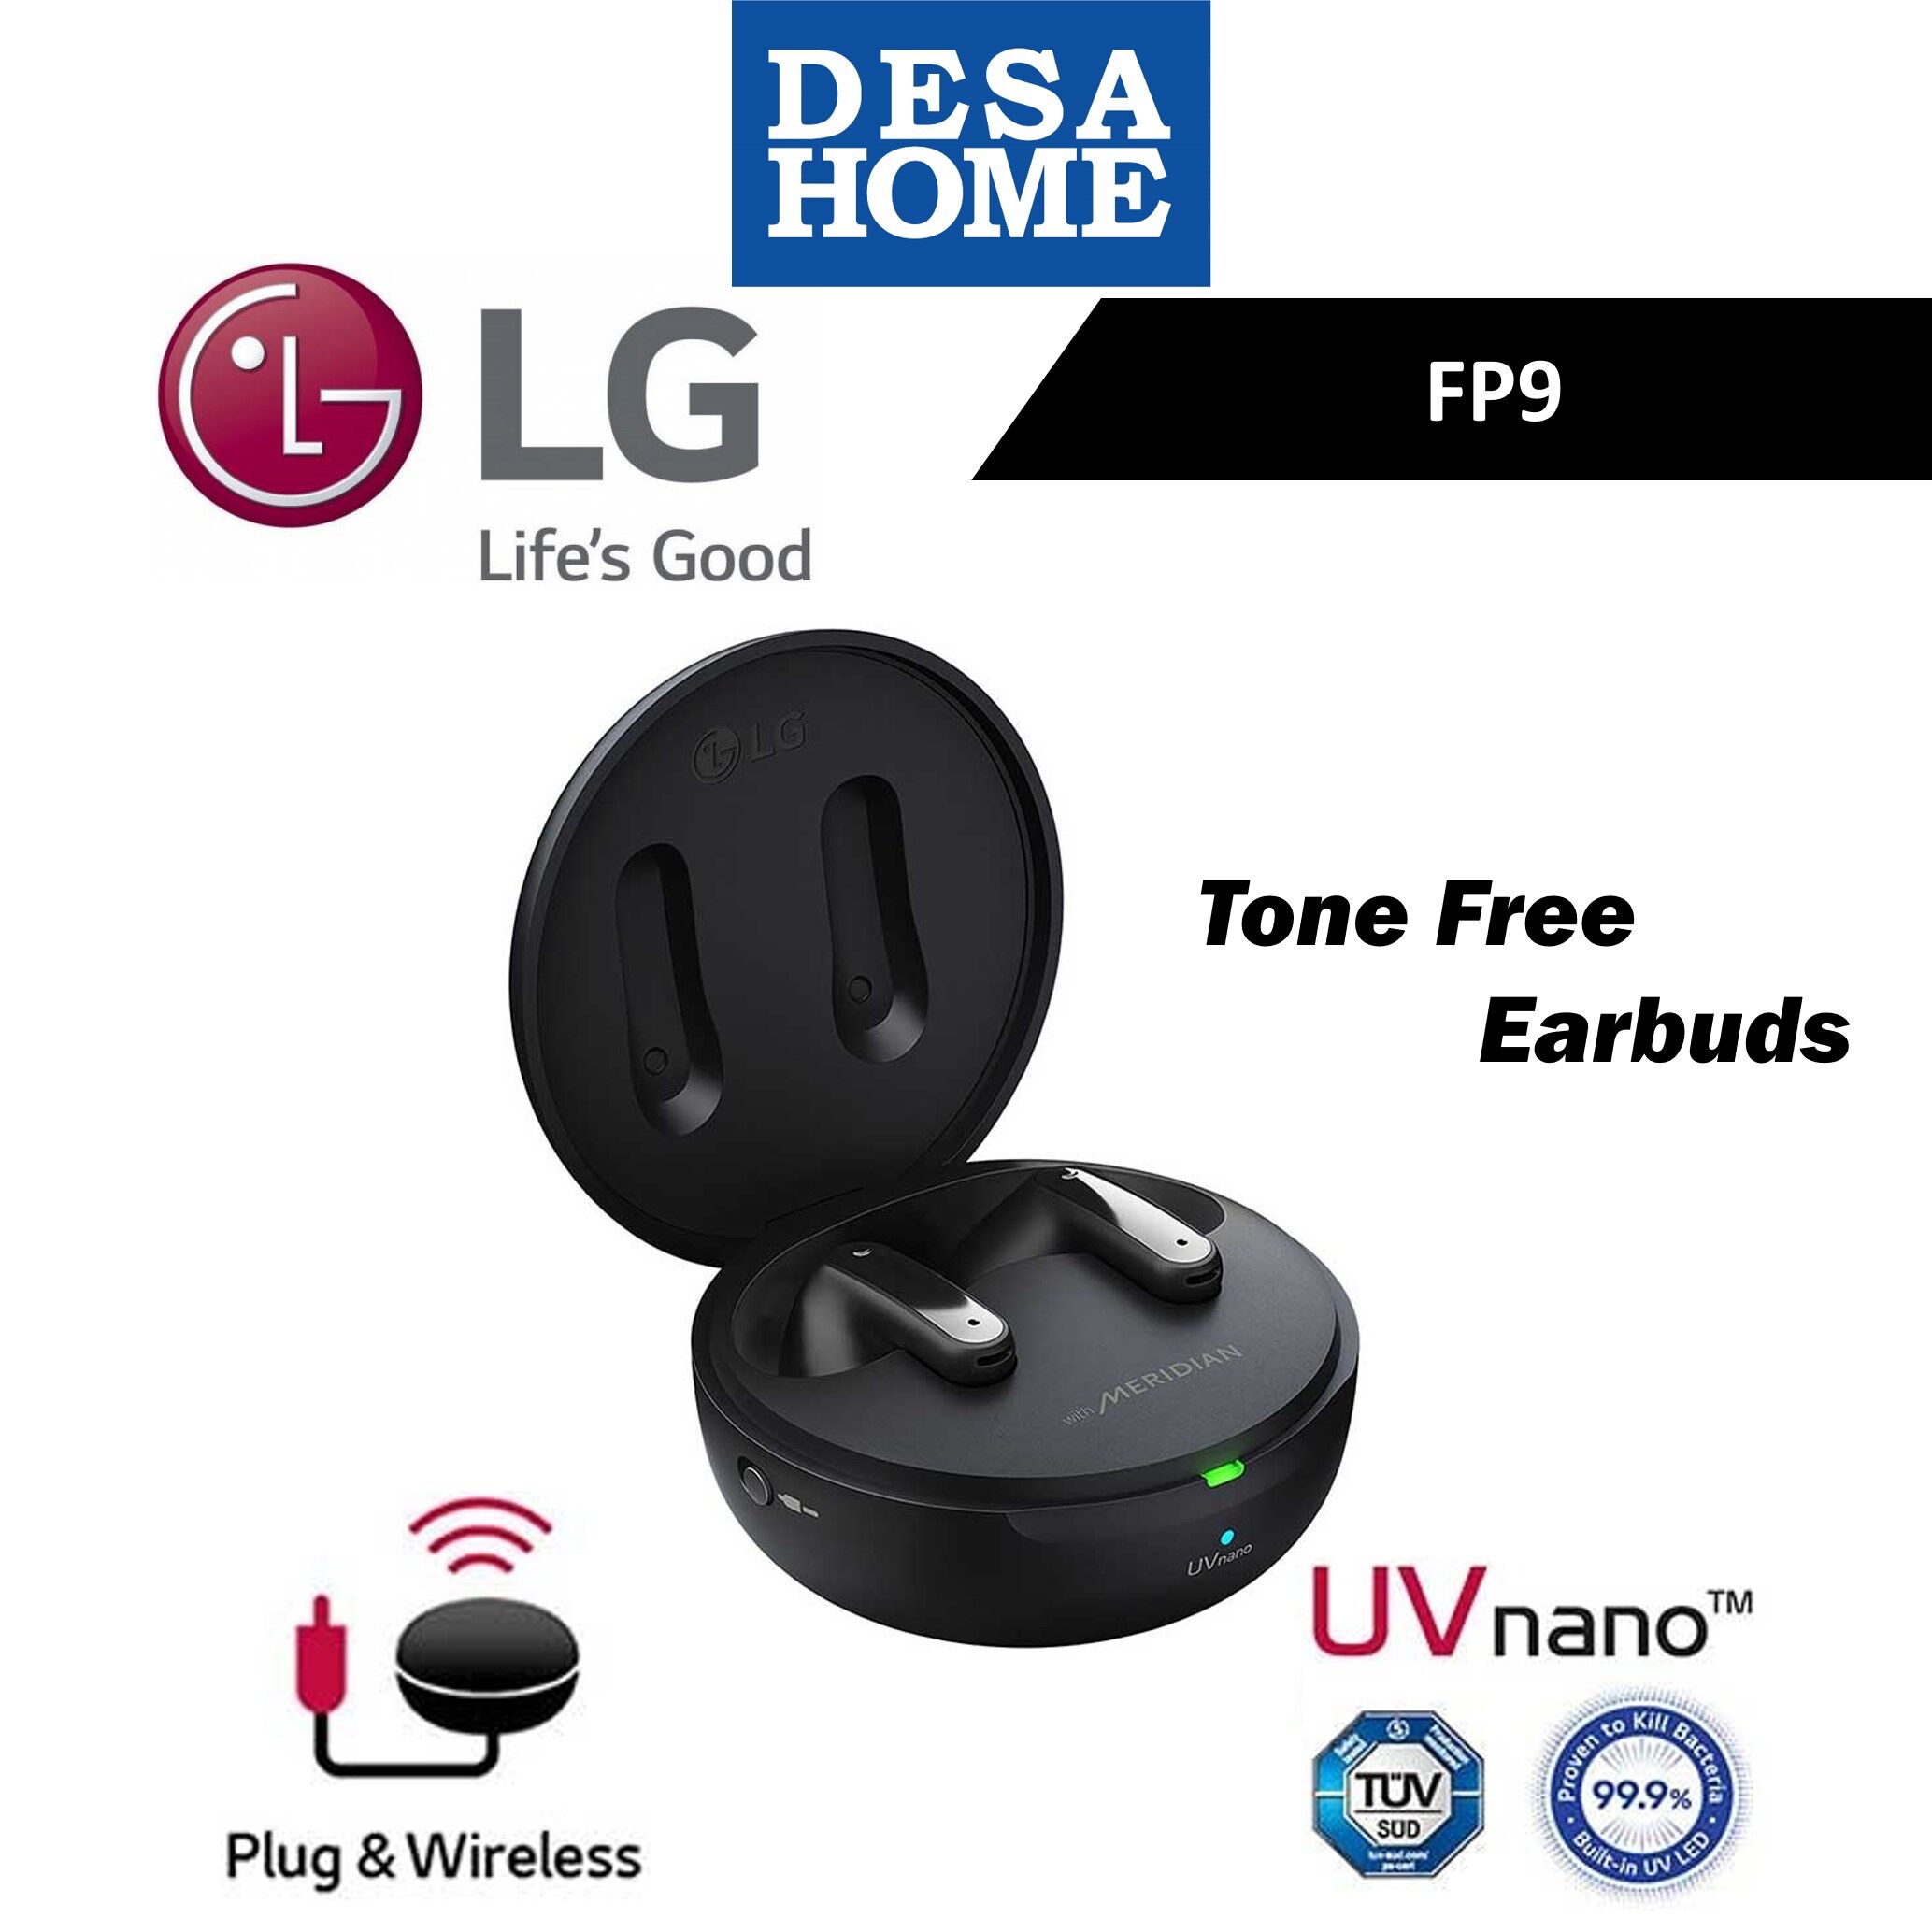 DESA
HOME
LG
Life's Good
FP9
LG
Tone Free
Earbuds
with MERIDIAN
UVnano
Plug & Wireless
UVnano™
TÜV
SÜD
Proven to Kill Bacteria
99.9%
Built-in UV LED